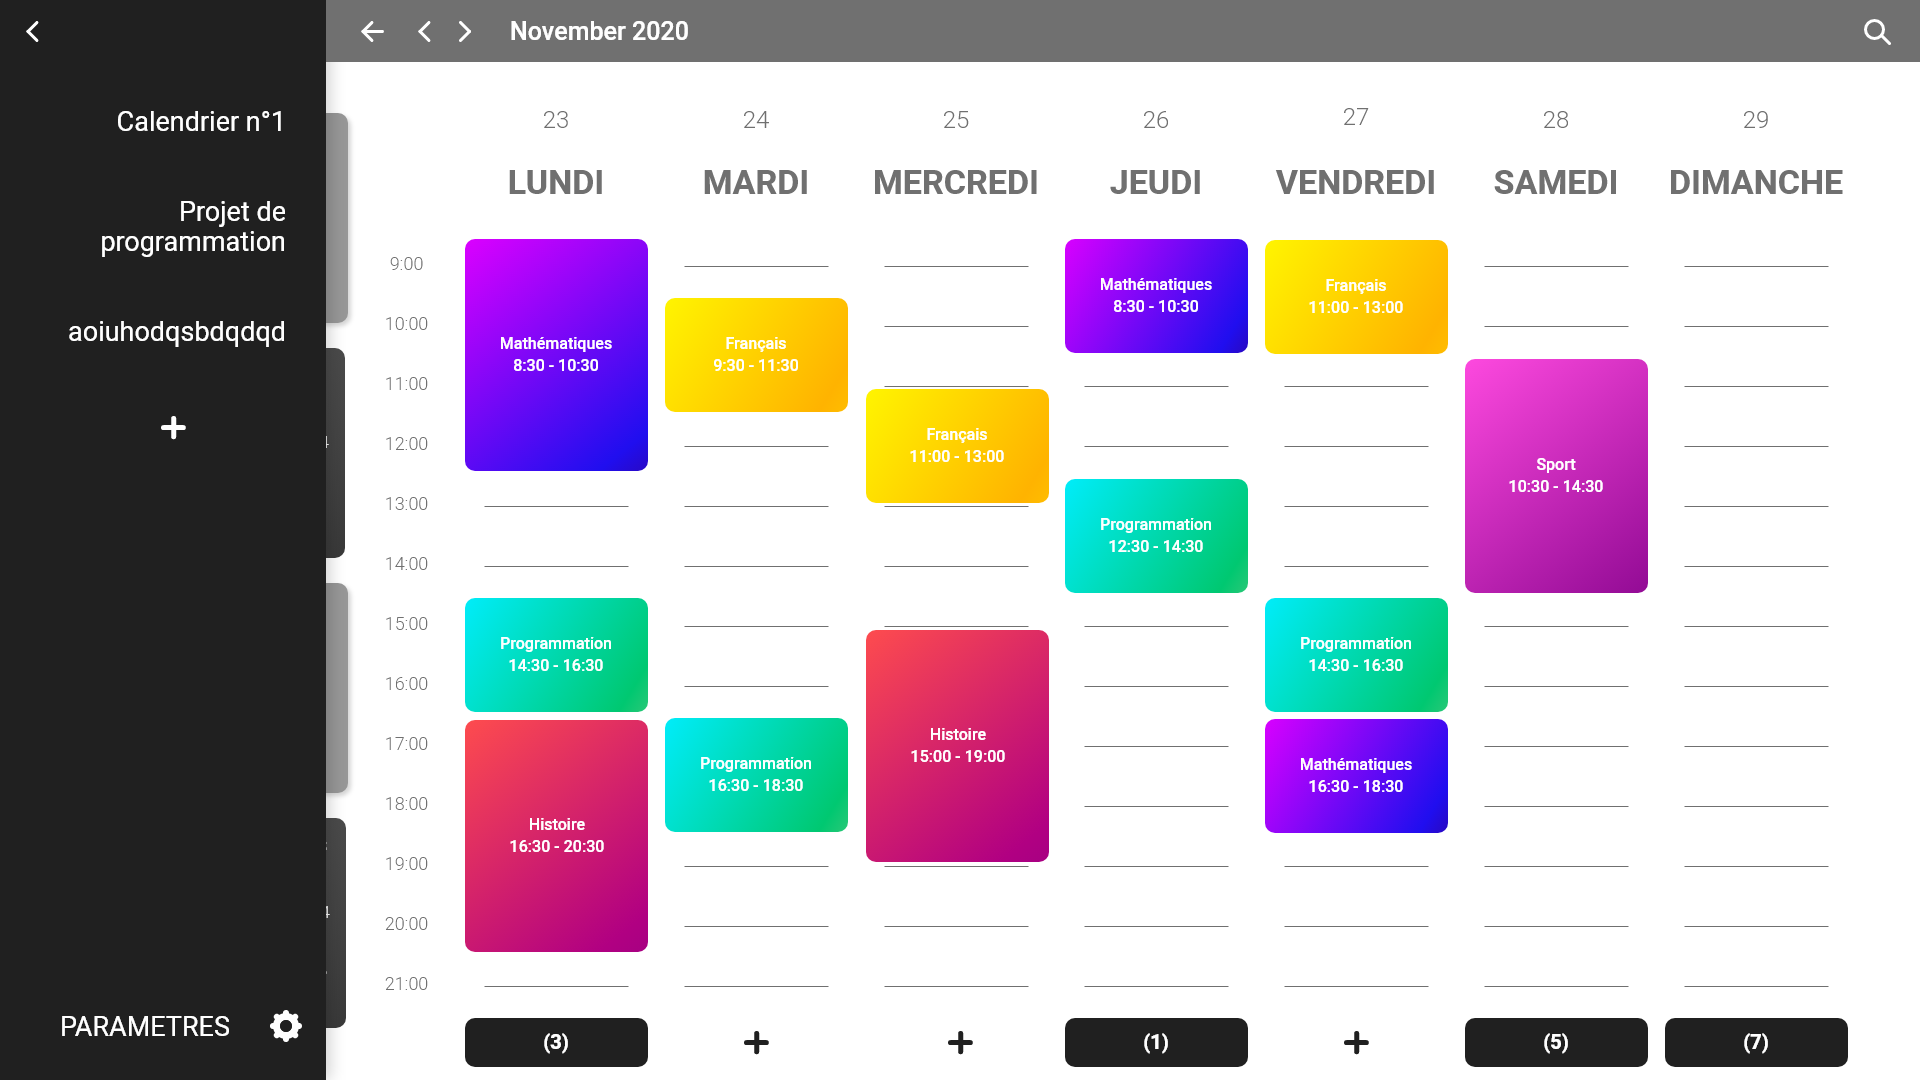 November 2020
Calendrier n°1
Projet de
programmation
aoiuhodqsbdqdqd
PARAMETRES
23 24 25 26 27 28 29
LUNDI MARDI MERCREDI JEUDI VENDREDI SAMEDI DIMANCHE
9:00
10:00
11:00
12:00
13:00
14:00
15:00
16:00
17:00
18:00
19:00
20:00
21:00
Mathématiques
8:30 - 10:30
Programmation
14:30 - 16:30
Histoire
16:30 - 20:30
(3)
Français
9:30 - 11:30
Programmation
16:30 - 18:30
Français
11:00 - 13:00
Histoire
15:00 - 19:00
Mathématiques
8:30 - 10:30
Programmation
12:30 - 14:30
(1)
Français
11:00 - 13:00
Programmation
14:30 - 16:30
Mathématiques
16:30 - 18:30
Sport
10:30 - 14:30
(5)
(7)